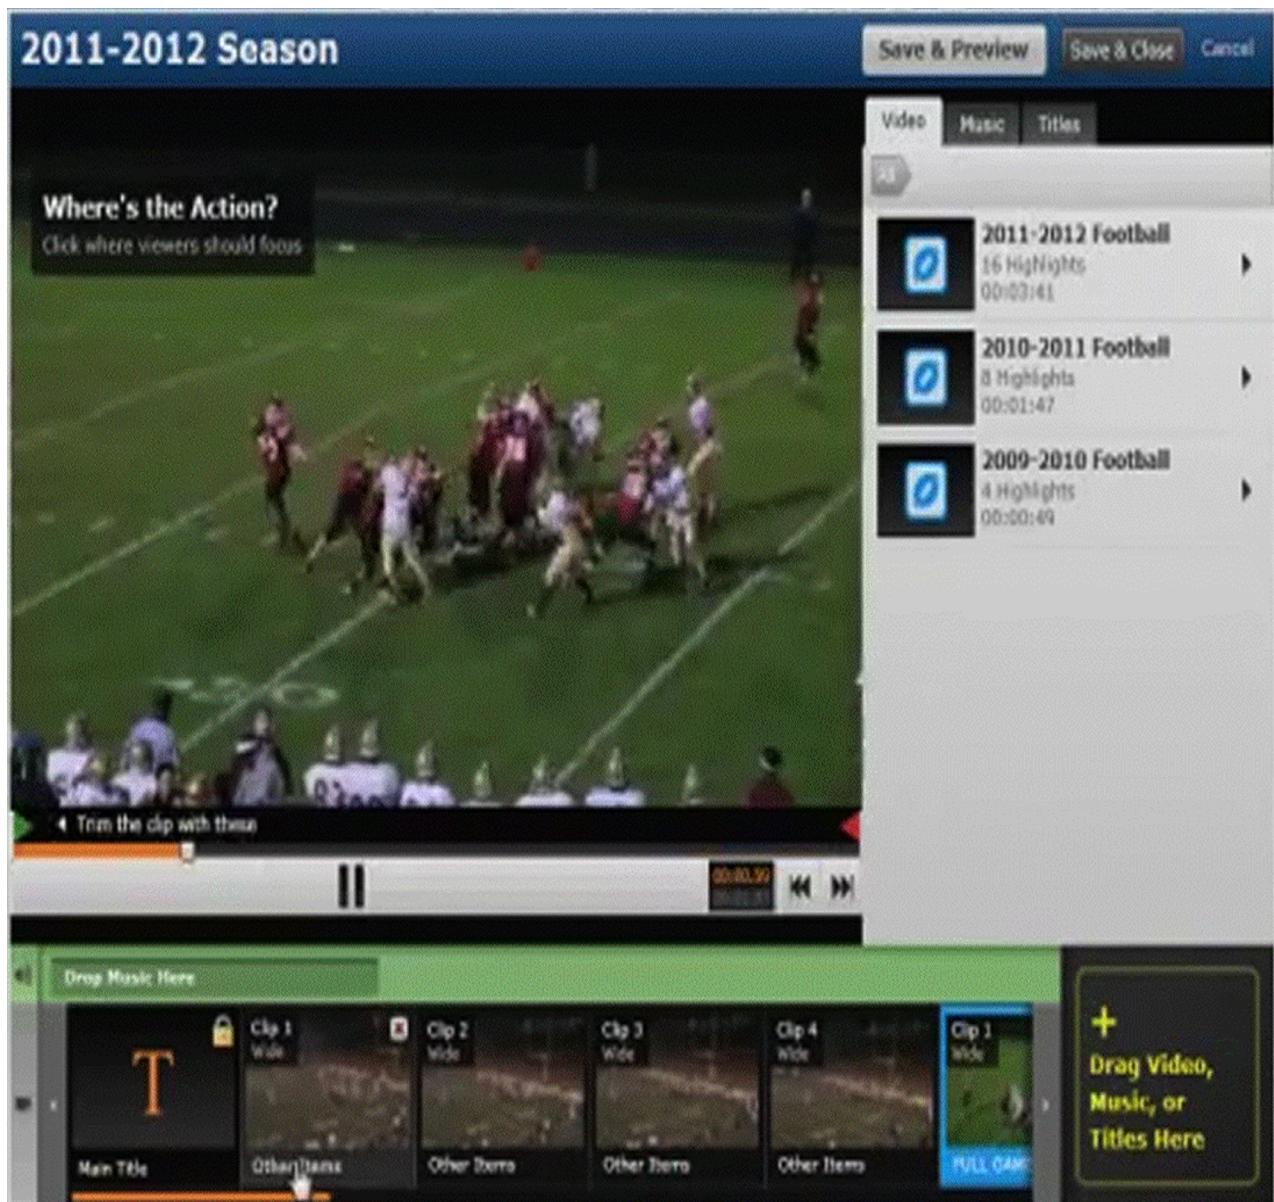 2011-2012 Season
Save & Preview
Save & Close
Cancel
Video
Music
Titles
All
Where's the Action?
Click where viewers should focus
2011-2012 Football
16 Highlights
00:03:41
2010-2011 Football
8 Highlights
00:01:47
2009-2010 Football
4 Highlights
00:00:49
Trim the clip with these
Drop Music Here
T
Main Title
Clip 1
Wide
Other Items
Clip 2
Wide
Other Items
Clip 3
Wide
Other Items
Clip 4
Wide
Other Items
Clip 1
Wide
FULL GAM
+
Drag Video,
Music, or
Titles Here